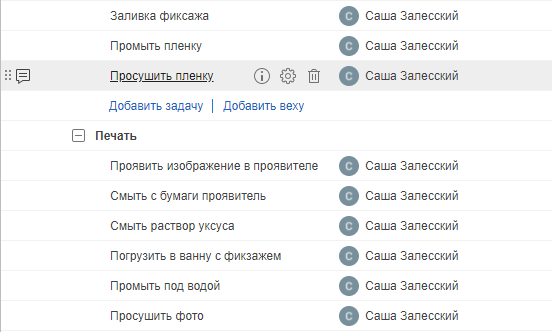 Заливка фиксажа С Саша Залесский
Промыть пленку С Саша Залесский
Просушить пленку С Саша Залесский
Добавить задачу | Добавить веху
Печать
Проявить изображение в проявителе С Саша Залесский
Смыть с бумаги проявитель С Саша Залесский
Смыть раствор уксуса С Саша Залесский
Погрузить в ванну с фикзажем С Саша Залесский
Промыть под водой С Саша Залесский
Просушить фото С Саша Залесский